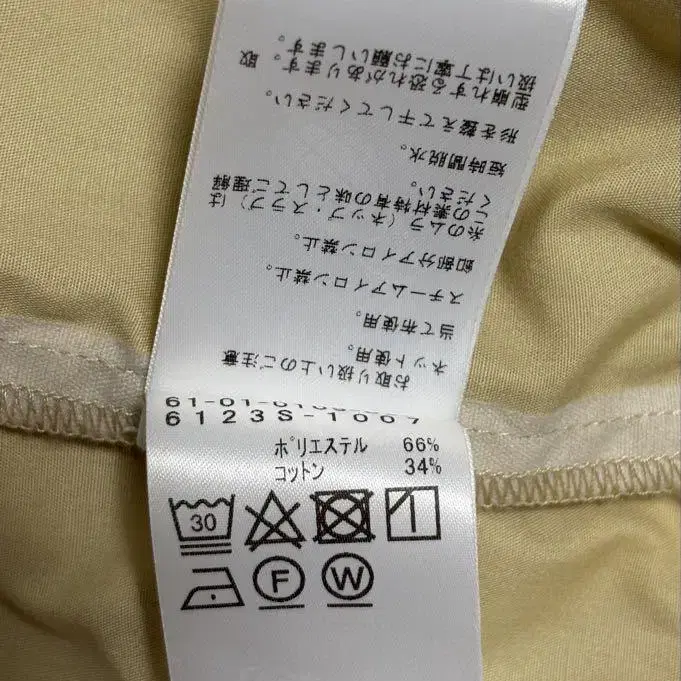 6123S-1007
ポリエステル 66%
コットン 34%
30
F W
お取り扱い上のご注意
ネット使用。
当て布使用。
スチームアイロン禁止。
釦部分アイロン禁止。
糸のムラ(ネップ・スラブ)は
この素材特有の味としてご理解
ください。
短時間脱水。
形を整えて干してください。
型崩れする恐れがあります。取
扱いは丁寧にお願いします。